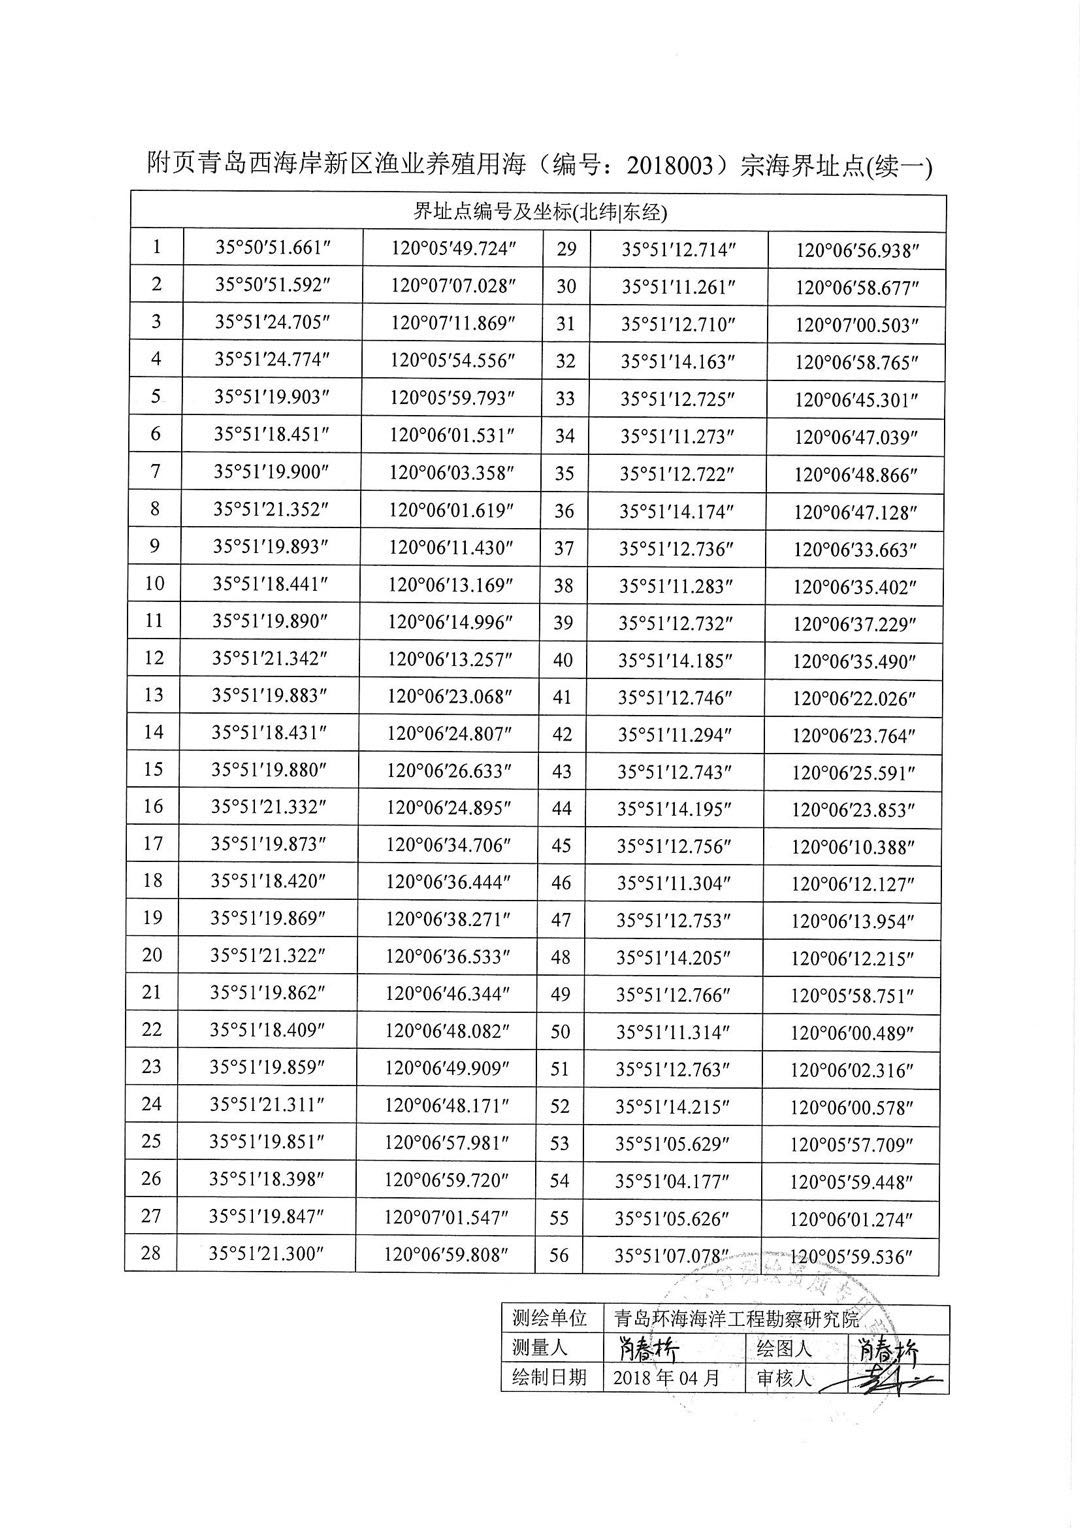 附页青岛西海岸新区渔业养殖用海（编号：2018003）宗海界址点(续一)
界址点编号及坐标(北纬|东经)
1 35°50′51.661″ 120°05′49.724″ 29 35°51′12.714″ 120°06′56.938″
2 35°50′51.592″ 120°07′07.028″ 30 35°51′11.261″ 120°06′58.677″
3 35°51′24.705″ 120°07′11.869″ 31 35°51′12.710″ 120°07′00.503″
4 35°51′24.774″ 120°05′54.556″ 32 35°51′14.163″ 120°06′58.765″
5 35°51′19.903″ 120°05′59.793″ 33 35°51′12.725″ 120°06′45.301″
6 35°51′18.451″ 120°06′01.531″ 34 35°51′11.273″ 120°06′47.039″
7 35°51′19.900″ 120°06′03.358″ 35 35°51′12.722″ 120°06′48.866″
8 35°51′21.352″ 120°06′01.619″ 36 35°51′14.174″ 120°06′47.128″
9 35°51′19.893″ 120°06′11.430″ 37 35°51′12.736″ 120°06′33.663″
10 35°51′18.441″ 120°06′13.169″ 38 35°51′11.283″ 120°06′35.402″
11 35°51′19.890″ 120°06′14.996″ 39 35°51′12.732″ 120°06′37.229″
12 35°51′21.342″ 120°06′13.257″ 40 35°51′14.185″ 120°06′35.490″
13 35°51′19.883″ 120°06′23.068″ 41 35°51′12.746″ 120°06′22.026″
14 35°51′18.431″ 120°06′24.807″ 42 35°51′11.294″ 120°06′23.764″
15 35°51′19.880″ 120°06′26.633″ 43 35°51′12.743″ 120°06′25.591″
16 35°51′21.332″ 120°06′24.895″ 44 35°51′14.195″ 120°06′23.853″
17 35°51′19.873″ 120°06′34.706″ 45 35°51′12.756″ 120°06′10.388″
18 35°51′18.420″ 120°06′36.444″ 46 35°51′11.304″ 120°06′12.127″
19 35°51′19.869″ 120°06′38.271″ 47 35°51′12.753″ 120°06′13.954″
20 35°51′21.322″ 120°06′36.533″ 48 35°51′14.205″ 120°06′12.215″
21 35°51′19.862″ 120°06′46.344″ 49 35°51′12.766″ 120°05′58.751″
22 35°51′18.409″ 120°06′48.082″ 50 35°51′11.314″ 120°06′00.489″
23 35°51′19.859″ 120°06′49.909″ 51 35°51′12.763″ 120°06′02.316″
24 35°51′21.311″ 120°06′48.171″ 52 35°51′14.215″ 120°06′00.578″
25 35°51′19.851″ 120°06′57.981″ 53 35°51′05.629″ 120°05′57.709″
26 35°51′18.398″ 120°06′59.720″ 54 35°51′04.177″ 120°05′59.448″
27 35°51′19.847″ 120°07′01.547″ 55 35°51′05.626″ 120°06′01.274″
28 35°51′21.300″ 120°06′59.808″ 56 35°51′07.078″ 120°05′59.536″
测绘单位 青岛环海海洋工程勘察研究院
测量人 肖春桥 绘图人 肖春桥
绘制日期 2018 年 04 月 审核人